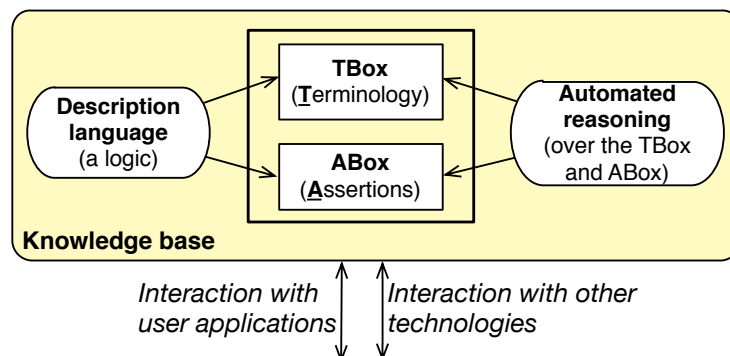 TBox
(Terminology)
Description
language
(a logic)
Automated
reasoning
(over the TBox
and ABox)
ABox
(Assertions)
Knowledge base
Interaction with
user applications
Interaction with other
technologies